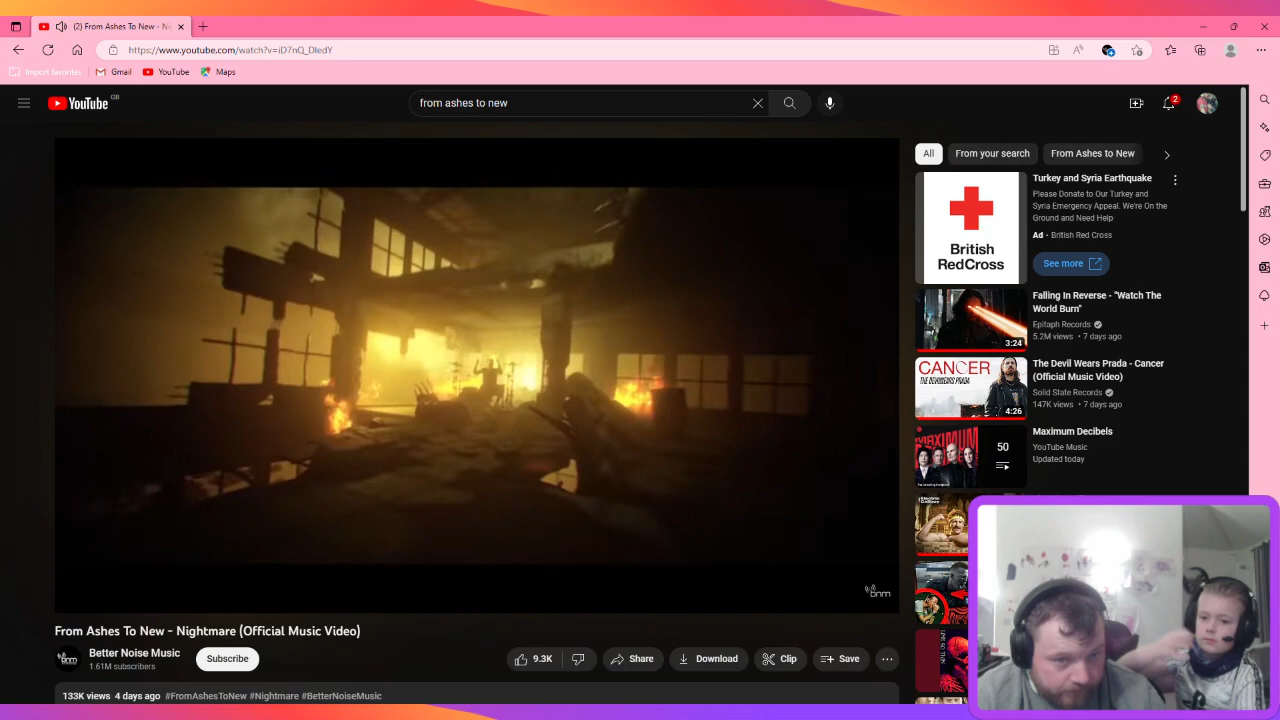 (2) From Ashes To New - Ni
https://www.youtube.com/watch?v=iD7nQ_DIedY
Import favorites
Gmail
YouTube
Maps
YouTube GB
from ashes to new
2
All
From your search
From Ashes to New
Turkey and Syria Earthquake
Please Donate to Our Turkey and
Syria Emergency Appeal. We're On the
Ground and Need Help
Ad · British Red Cross
See more
British
RedCross
Falling In Reverse - "Watch The
World Burn"
Epitaph Records
5.2M views • 7 days ago
3:24
The Devil Wears Prada - Cancer
(Official Music Video)
Solid State Records
147K views • 7 days ago
CANCER
4:26
Maximum Decibels
YouTube Music
Updated today
MAXIMUM
50
bnm
From Ashes To New - Nightmare (Official Music Video)
Better Noise Music
1.61M subscribers
Subscribe
9.3K
Share
Download
Clip
Save
133K views 4 days ago #FromAshesToNew #Nightmare #BetterNoiseMusic